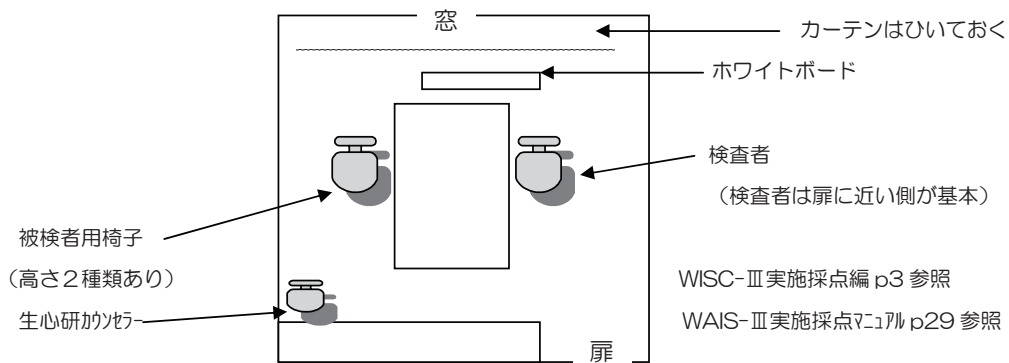 窓
カーテンはひいておく
ホワイトボード
検査者
（検査者は扉に近い側が基本）
被検者用椅子
（高さ２種類あり）
生心研ｶｳﾝｾﾗｰ
WISC-Ⅲ実施採点編 p3 参照
WAIS-Ⅲ実施採点ﾏﾆｭｱﾙ p29 参照
扉